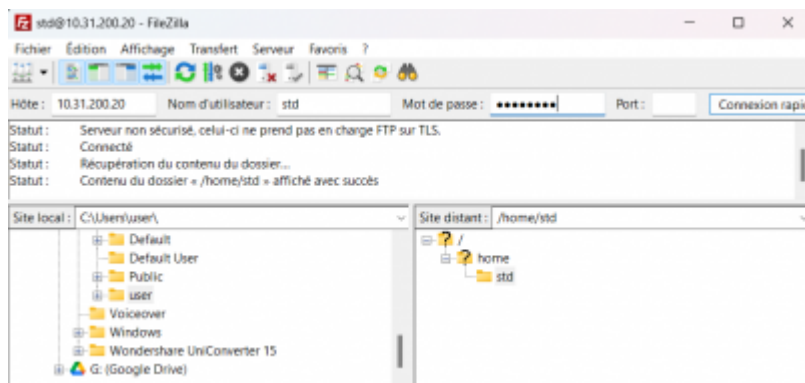 std@10.31.200.20 - FileZilla
Fichier Édition Affichage Transfert Serveur Favoris ?
Hôte : 10.31.200.20 Nom d'utilisateur : std Mot de passe : ●●●●●●●● Port : Connexion rapi
Statut : Serveur non sécurisé, celui-ci ne prend pas en charge FTP sur TLS.
Statut : Connecté
Statut : Récupération du contenu du dossier...
Statut : Contenu du dossier « /home/std » affiché avec succès
Site local : C:\Users\user\
Default
Default User
Public
user
Voiceover
Windows
Wondershare UniConverter 15
G: (Google Drive)
Site distant : /home/std
/
home
std